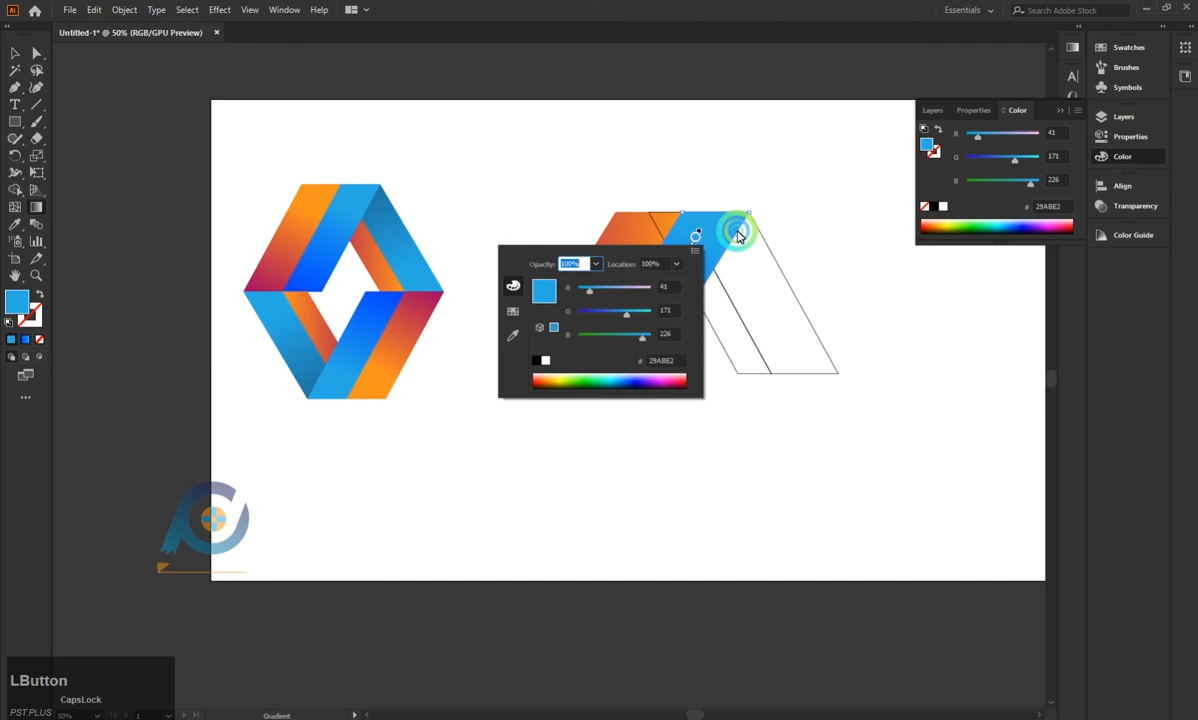 Ai File Edit Object Type Select Effect View Window Help Essentials Search Adobe Stock
Untitled-1* @ 50% (RGB/GPU Preview) ×
Layers Properties Color
R 41
G 171
B 226
# 29ABE2
Swatches
Brushes
Symbols
Layers
Properties
Color
Align
Transparency
Color Guide
Opacity: 100% Location: 100%
R 41
G 171
B 226
# 29ABE2
LButton
CapsLock
PST PLUS
50% 1 Gradient